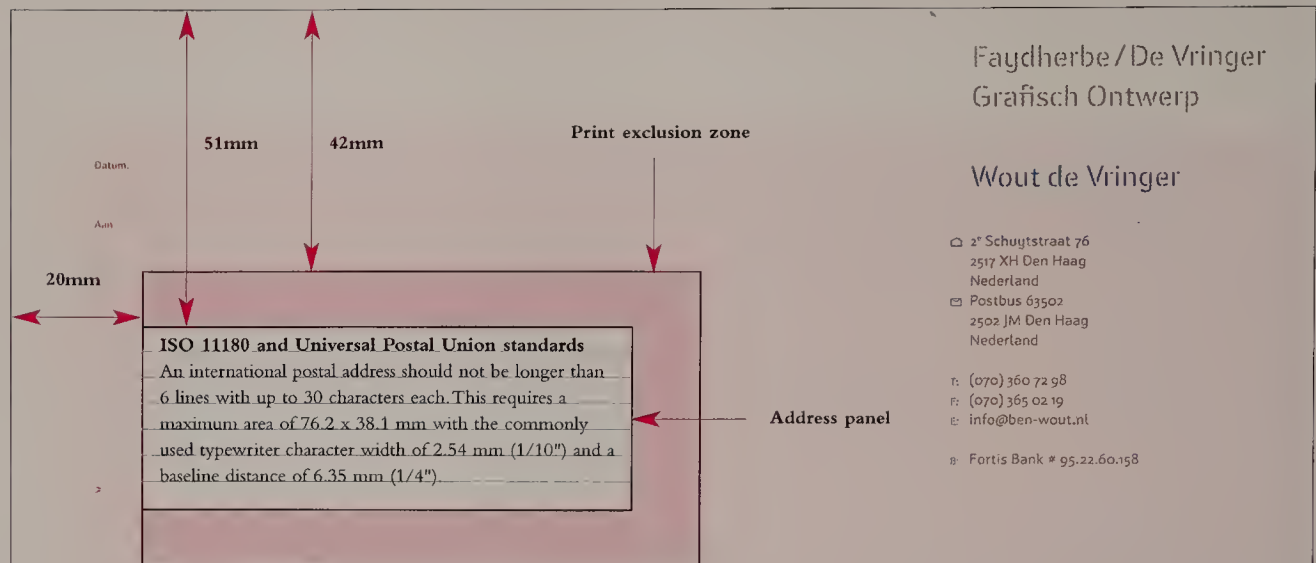 Faydherbe/De Vringer
Grafisch Ontwerp
Wout de Vringer
2e Schuytstraat 76
2517 XH Den Haag
Nederland
Postbus 63502
2502 JM Den Haag
Nederland
T: (070) 360 72 98
F: (070) 365 02 19
E: info@ben-wout.nl
B: Fortis Bank # 95.22.60.158
51mm
42mm
Print exclusion zone
Datum.
Aan
20mm
ISO 11180 and Universal Postal Union standards
An international postal address should not be longer than
6 lines with up to 30 characters each. This requires a
maximum area of 76.2 x 38.1 mm with the commonly
used typewriter character width of 2.54 mm (1/10") and a
baseline distance of 6.35 mm (1/4").
Address panel